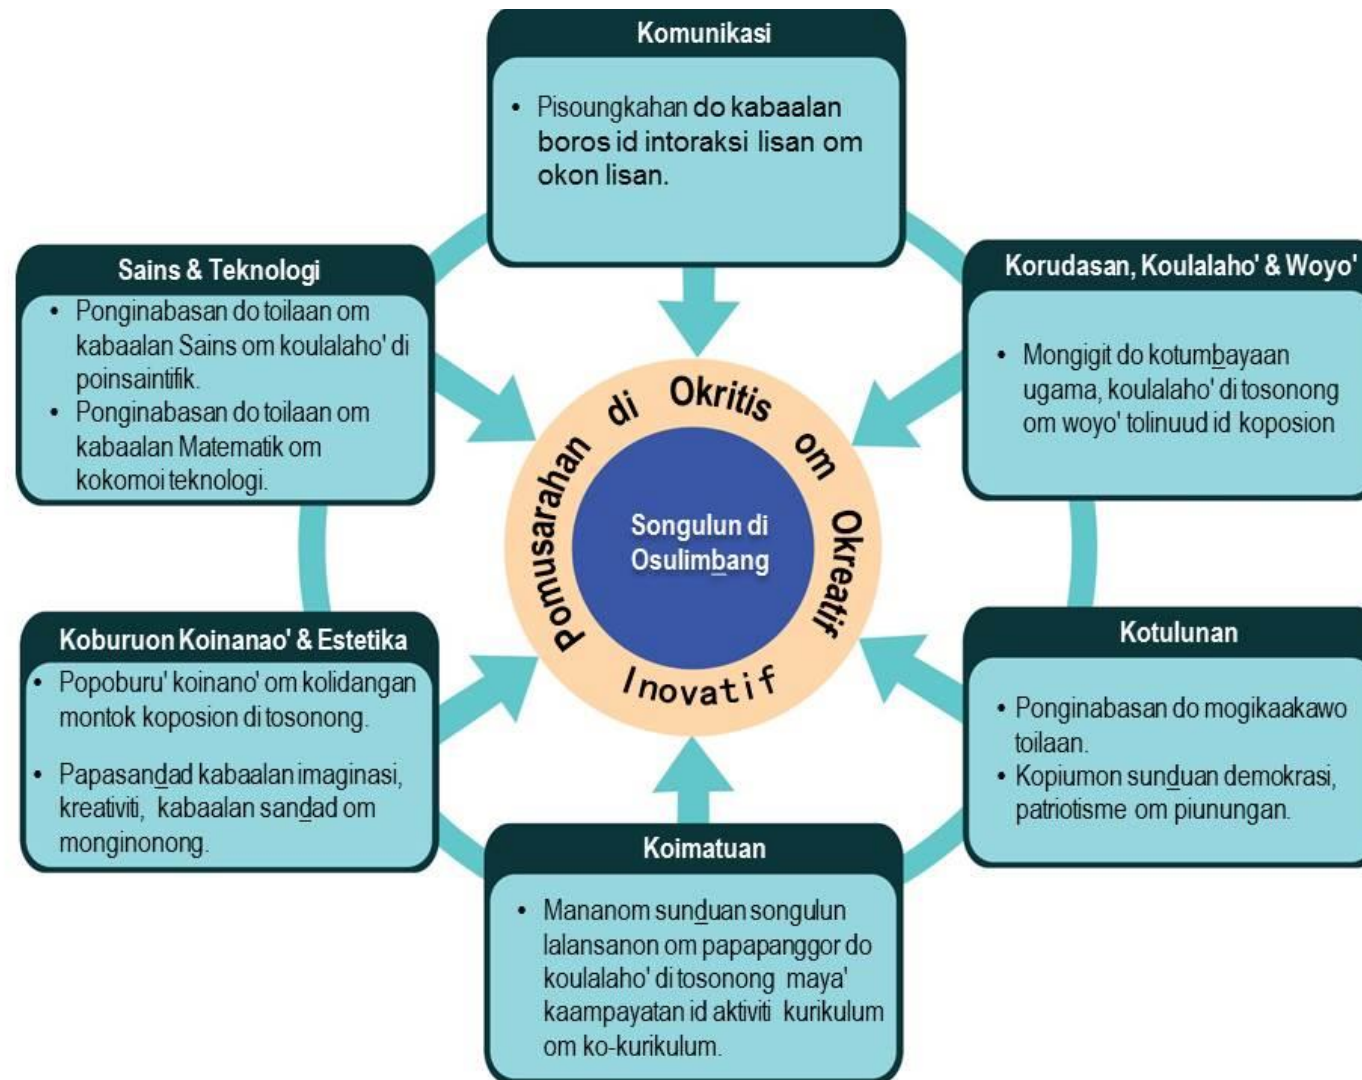 Komunikasi
• Pisoungkahan do kabaalan
boros id intoraksi lisan om
okon lisan.
Korudasan, Koulalaho' & Woyo'
• Mongigit do kotumbayaan
ugama, koulalaho' di tosonong
om woyo' tolinuud id koposion
Kotulunan
• Ponginabasan do mogikaakawo
toilaan.
• Kopiumon sunduan demokrasi,
patriotisme om piunungan.
Koimatuan
• Mananom sunduan songulun
lalansanon om papapanggor do
koulalaho' di tosonong maya'
kaampayatan id aktiviti kurikulum
om ko-kurikulum.
Koburuon Koinanao' & Estetika
• Popoburu' koinano' om kolidangan
montok koposion di tosonong.
• Papasandad kabaalan imaginasi,
kreativiti, kabaalan sandad om
monginonong.
Sains & Teknologi
• Ponginabasan do toilaan om
kabaalan Sains om koulalaho' di
poinsaintifik.
• Ponginabasan do toilaan om
kabaalan Matematik om
kokomoi teknologi.
Pomusarahan di Okritis om Okreatif
Inovatif
Songulun di
Osulimbang